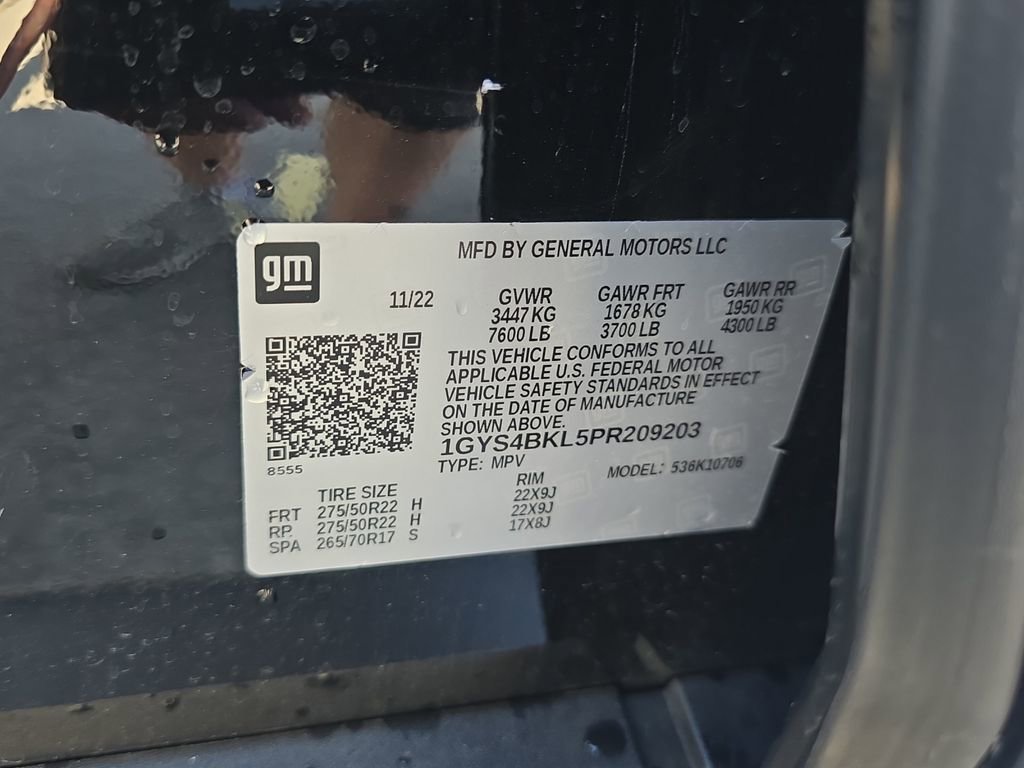 gm
MFD BY GENERAL MOTORS LLC
11/22
GVWR GAWR FRT GAWR RR
3447 KG 1678 KG 1950 KG
7600 LB 3700 LB 4300 LB
THIS VEHICLE CONFORMS TO ALL
APPLICABLE U.S. FEDERAL MOTOR
VEHICLE SAFETY STANDARDS IN EFFECT
ON THE DATE OF MANUFACTURE
SHOWN ABOVE.
1GYS4BKL5PR209203
TYPE: MPV MODEL: 536K10706
8555
TIRE SIZE RIM
FRT 275/50R22 H 22X9J
RR 275/50R22 H 22X9J
SPA 265/70R17 S 17X8J